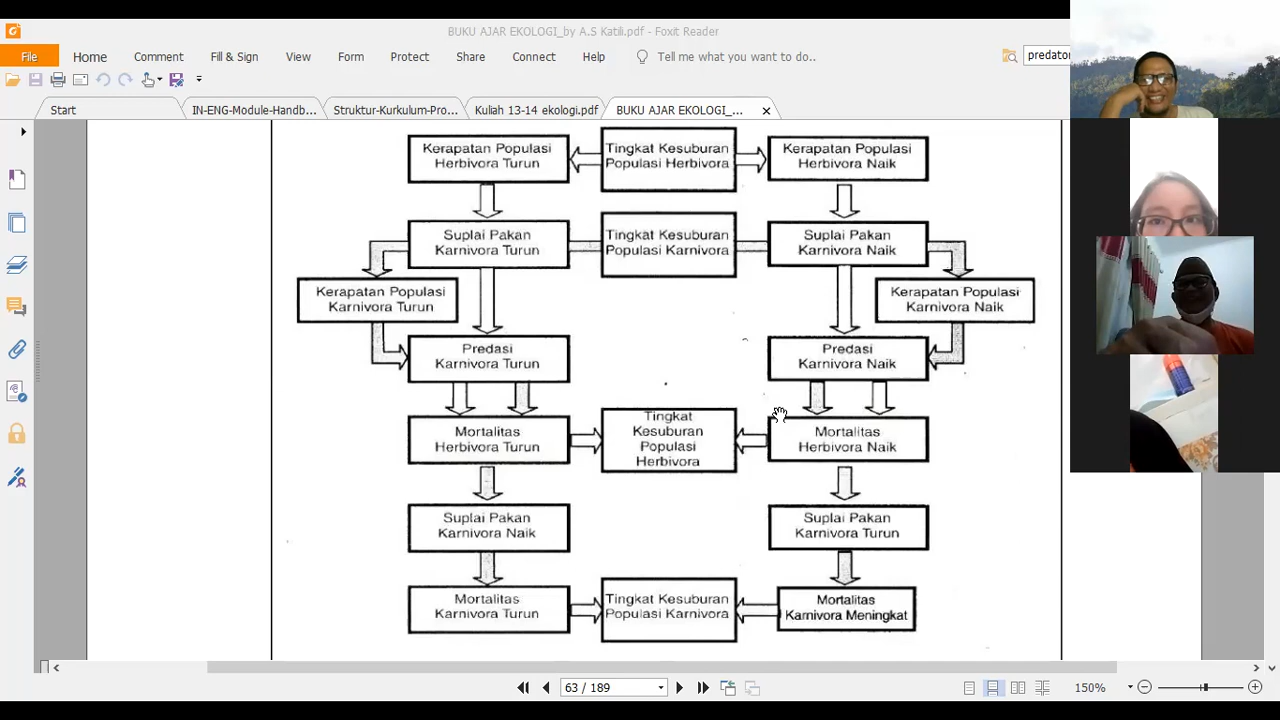 BUKU AJAR EKOLOGI_by A.S Katili.pdf - Foxit Reader
File Home Comment Fill & Sign View Form Protect Share Connect Help Tell me what you want to do.. predator
Start IN-ENG-Module-Handb... Struktur-Kurkulum-Pro... Kuliah 13-14 ekologi.pdf BUKU AJAR EKOLOGI_...
Kerapatan Populasi
Herbivora Turun
Tingkat Kesuburan
Populasi Herbivora
Kerapatan Populasi
Herbivora Naik
Suplai Pakan
Karnivora Turun
Tingkat Kesuburan
Populasi Karnivora
Suplai Pakan
Karnivora Naik
Kerapatan Populasi
Karnivora Turun
Kerapatan Populasi
Karnivora Naik
Predasi
Karnivora Turun
Predasi
Karnivora Naik
Mortalitas
Herbivora Turun
Tingkat
Kesuburan
Populasi
Herbivora
Mortalitas
Herbivora Naik
Suplai Pakan
Karnivora Naik
Suplai Pakan
Karnivora Turun
Mortalitas
Karnivora Turun
Tingkat Kesuburan
Populasi Karnivora
Mortalitas
Karnivora Meningkat
63 / 189
150%